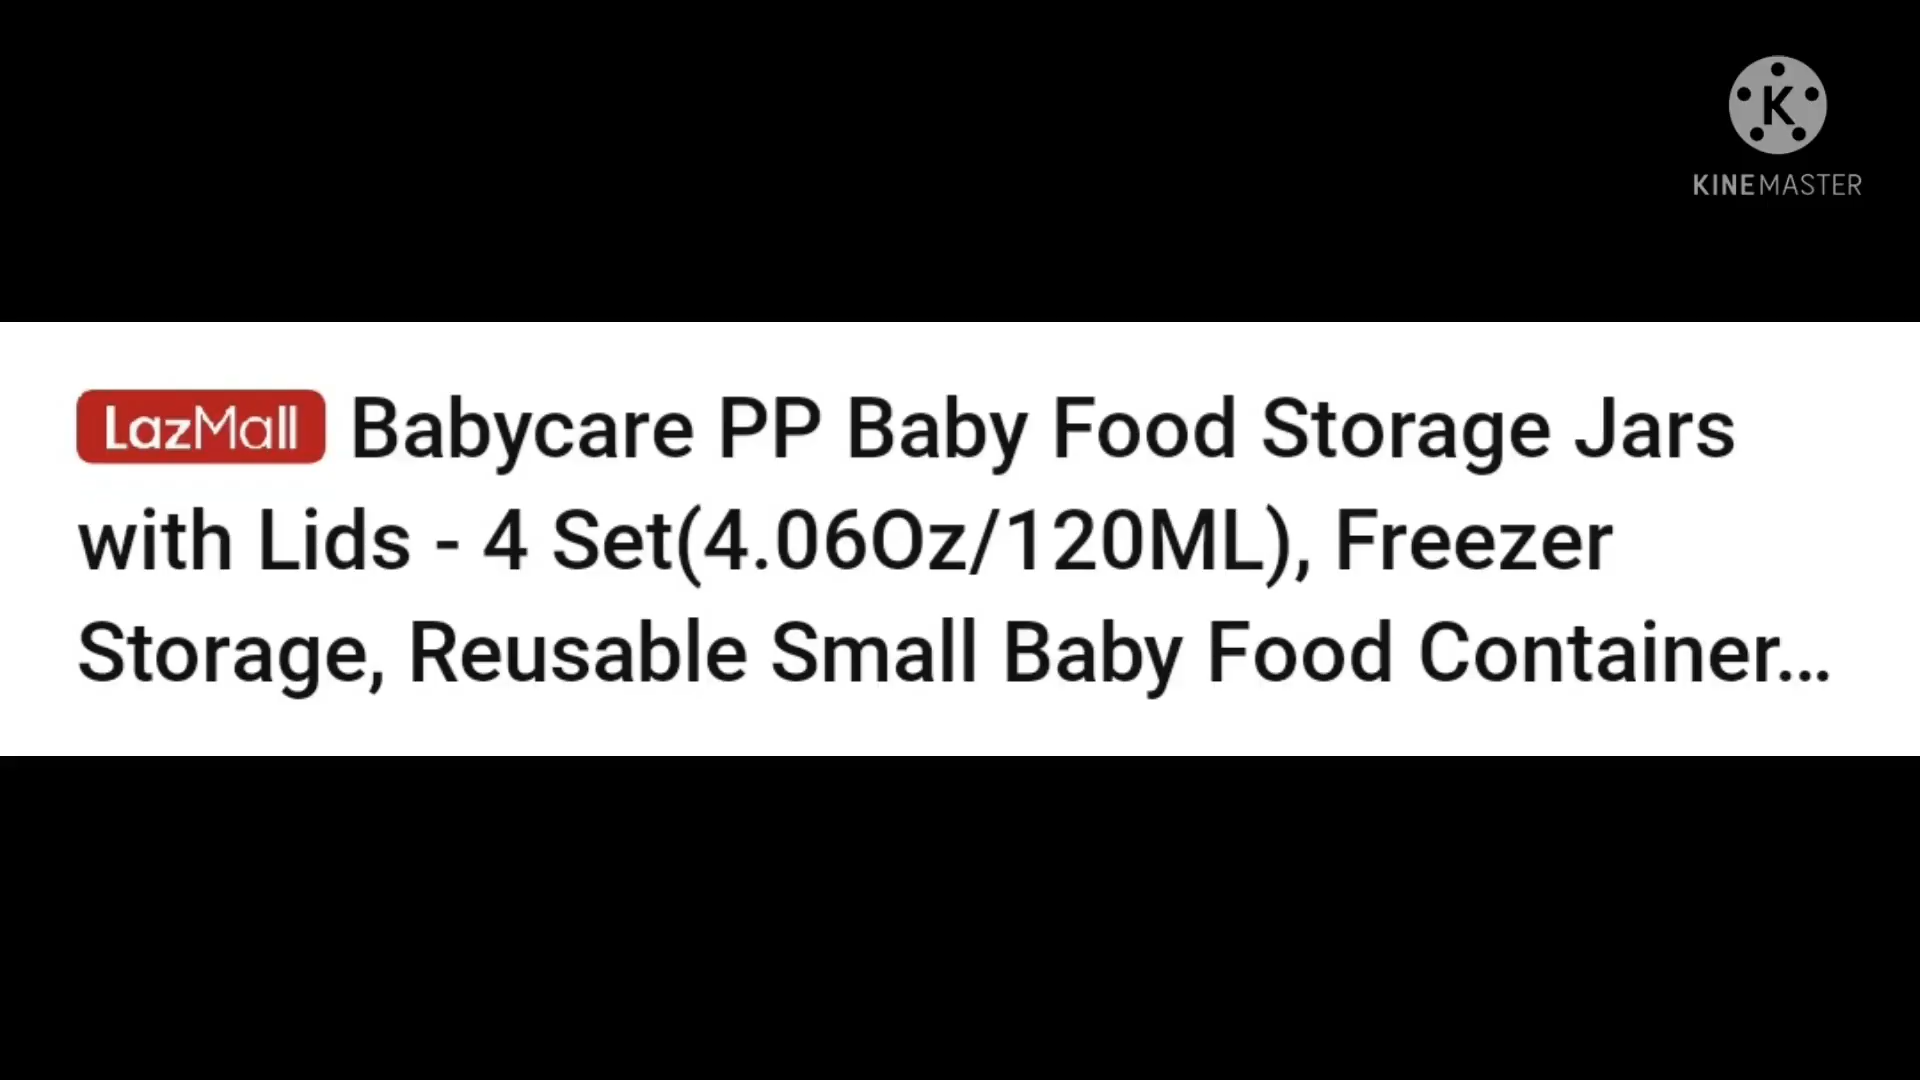 K
KINEMASTER
LazMall Babycare PP Baby Food Storage Jars
with Lids - 4 Set(4.06Oz/120ML), Freezer
Storage, Reusable Small Baby Food Container...